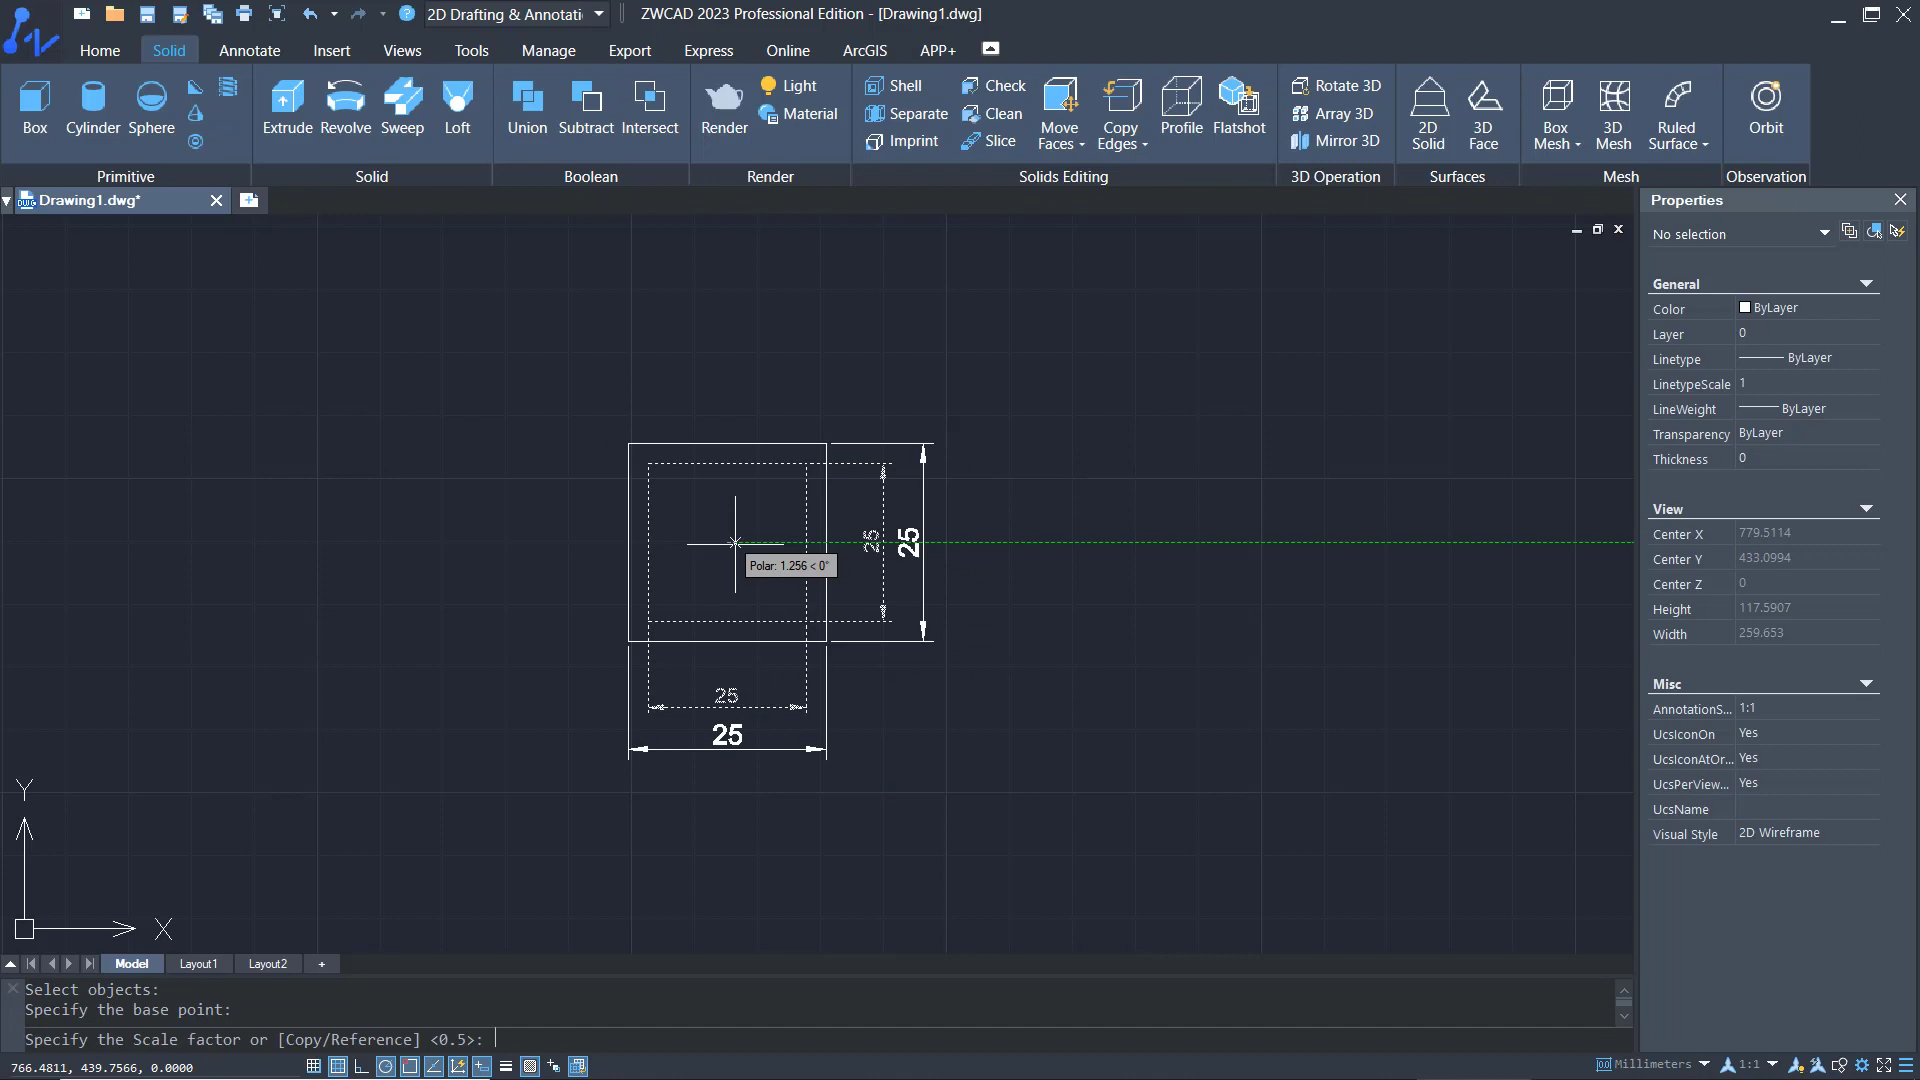 2D Drafting & Annotati
ZWCAD 2023 Professional Edition - [Drawing1.dwg]
Home Solid Annotate Insert Views Tools Manage Export Express Online ArcGIS APP+
Box Cylinder Sphere
Extrude Revolve Sweep Loft
Union Subtract Intersect
Render Light Material
Shell Separate Imprint
Check Clean Slice
Move Faces
Copy Edges
Profile Flatshot
Rotate 3D
Array 3D
Mirror 3D
2D Solid
3D Face
Box Mesh
3D Mesh
Ruled Surface
Orbit
Primitive Solid Boolean Render Solids Editing 3D Operation Surfaces Mesh Observation
Drawing1.dwg*
25
25
Polar: 1.256 < 0°
25
25
Y
X
Properties
No selection
General
Color ByLayer
Layer 0
Linetype ByLayer
LinetypeScale 1
LineWeight ByLayer
Transparency ByLayer
Thickness 0
View
Center X 779.5114
Center Y 433.0994
Center Z 0
Height 117.5907
Width 259.653
Misc
AnnotationS... 1:1
UcsIconOn Yes
UcsIconAtOr... Yes
UcsPerView... Yes
UcsName
Visual Style 2D Wireframe
Model Layout1 Layout2 +
Select objects:
Specify the base point:
Specify the Scale factor or [Copy/Reference] <0.5>:
766.4811, 439.7566, 0.0000
Millimeters 1:1